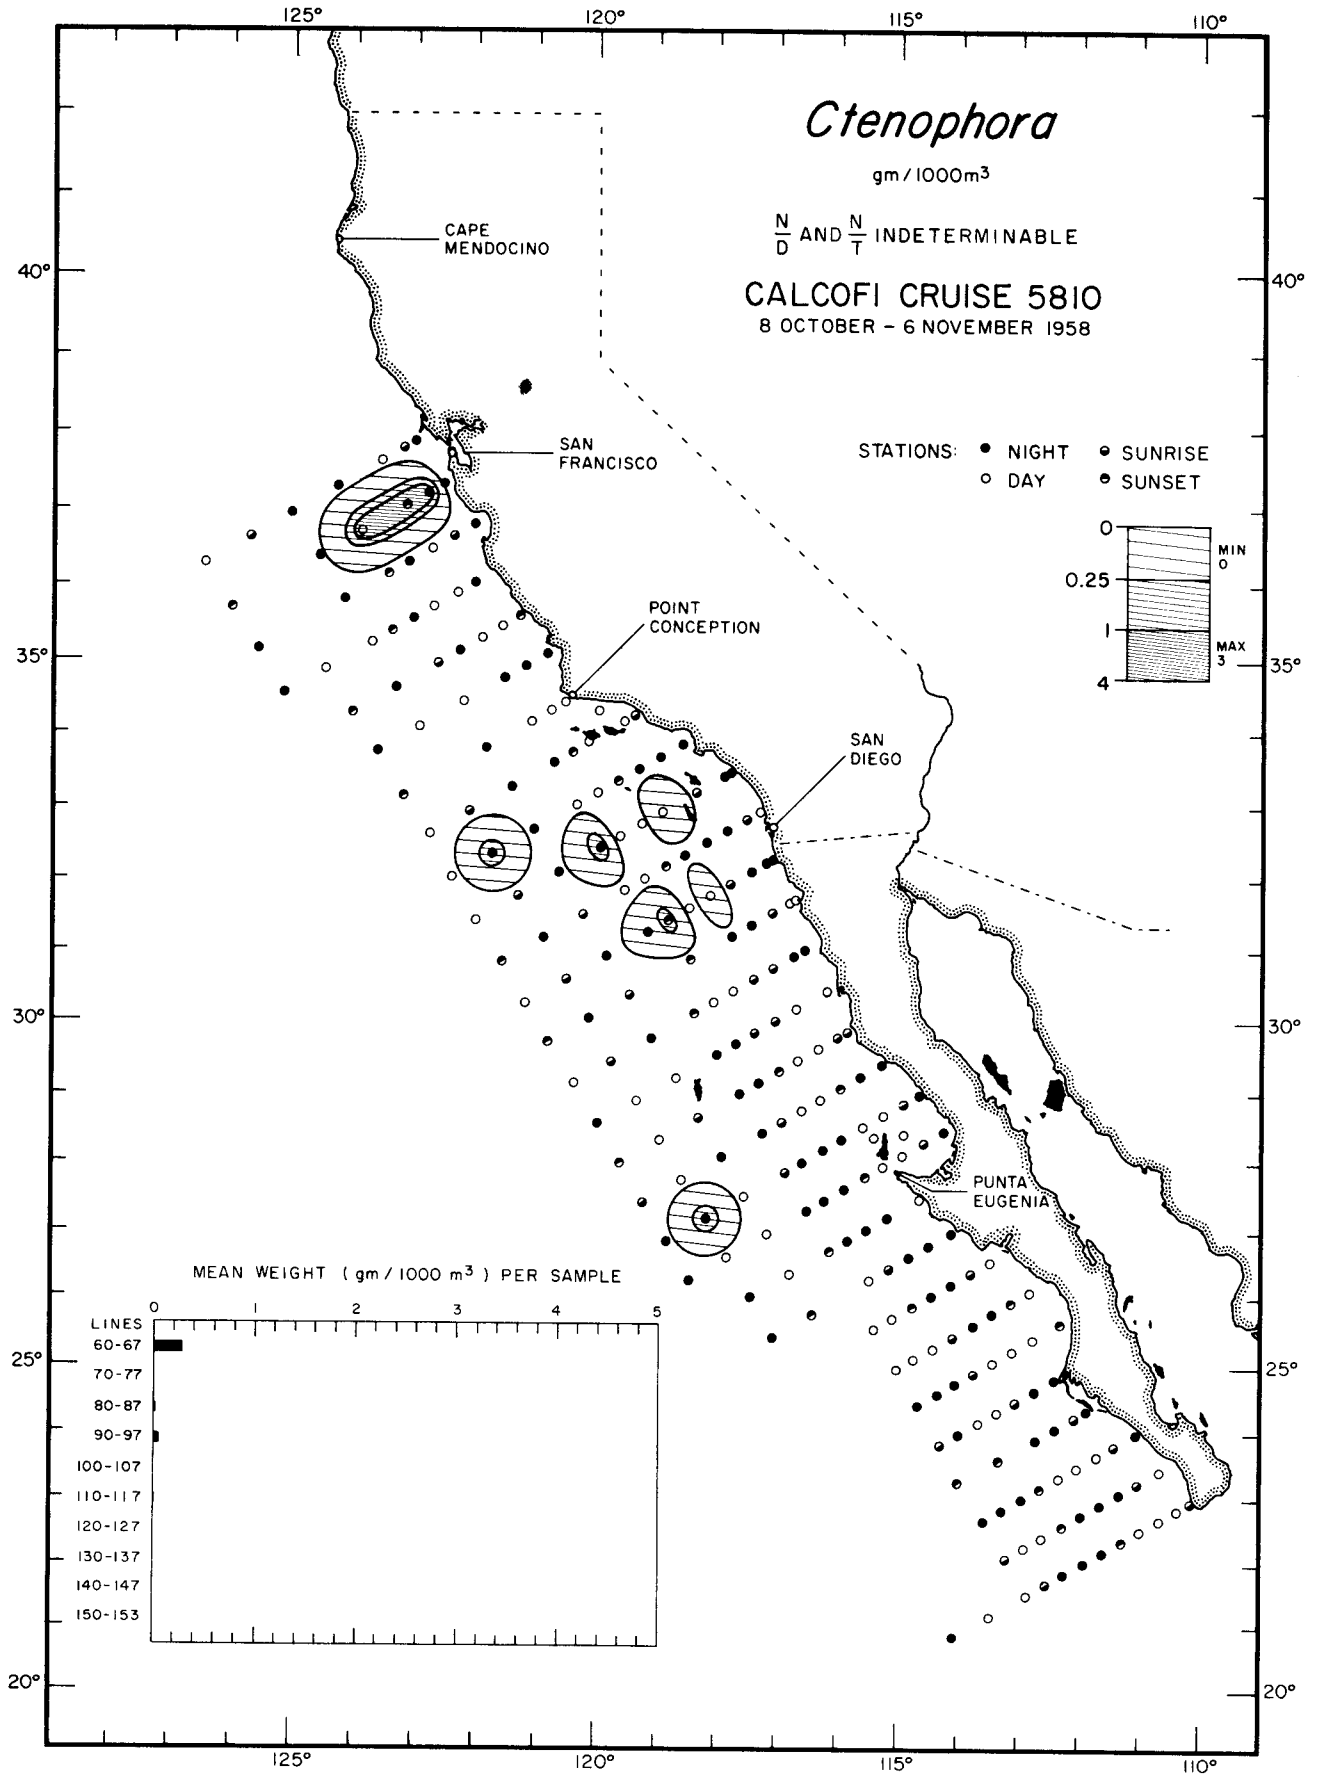 125° 120° 115° 110°
Ctenophora
gm/1000m³
N/D AND N/T INDETERMINABLE
CALCOFI CRUISE 5810
8 OCTOBER – 6 NOVEMBER 1958
CAPE
MENDOCINO
40° 40°
SAN
FRANCISCO
STATIONS: NIGHT SUNRISE
DAY SUNSET
0
MIN
0
0.25
1
MAX
3
4
POINT
CONCEPTION
35° 35°
SAN
DIEGO
30° 30°
PUNTA
EUGENIA
MEAN WEIGHT (gm/1000 m³) PER SAMPLE
0 1 2 3 4 5
LINES
60-67
70-77
80-87
90-97
100-107
110-117
120-127
130-137
140-147
150-153
25° 25°
20° 20°
125° 120° 115° 110°